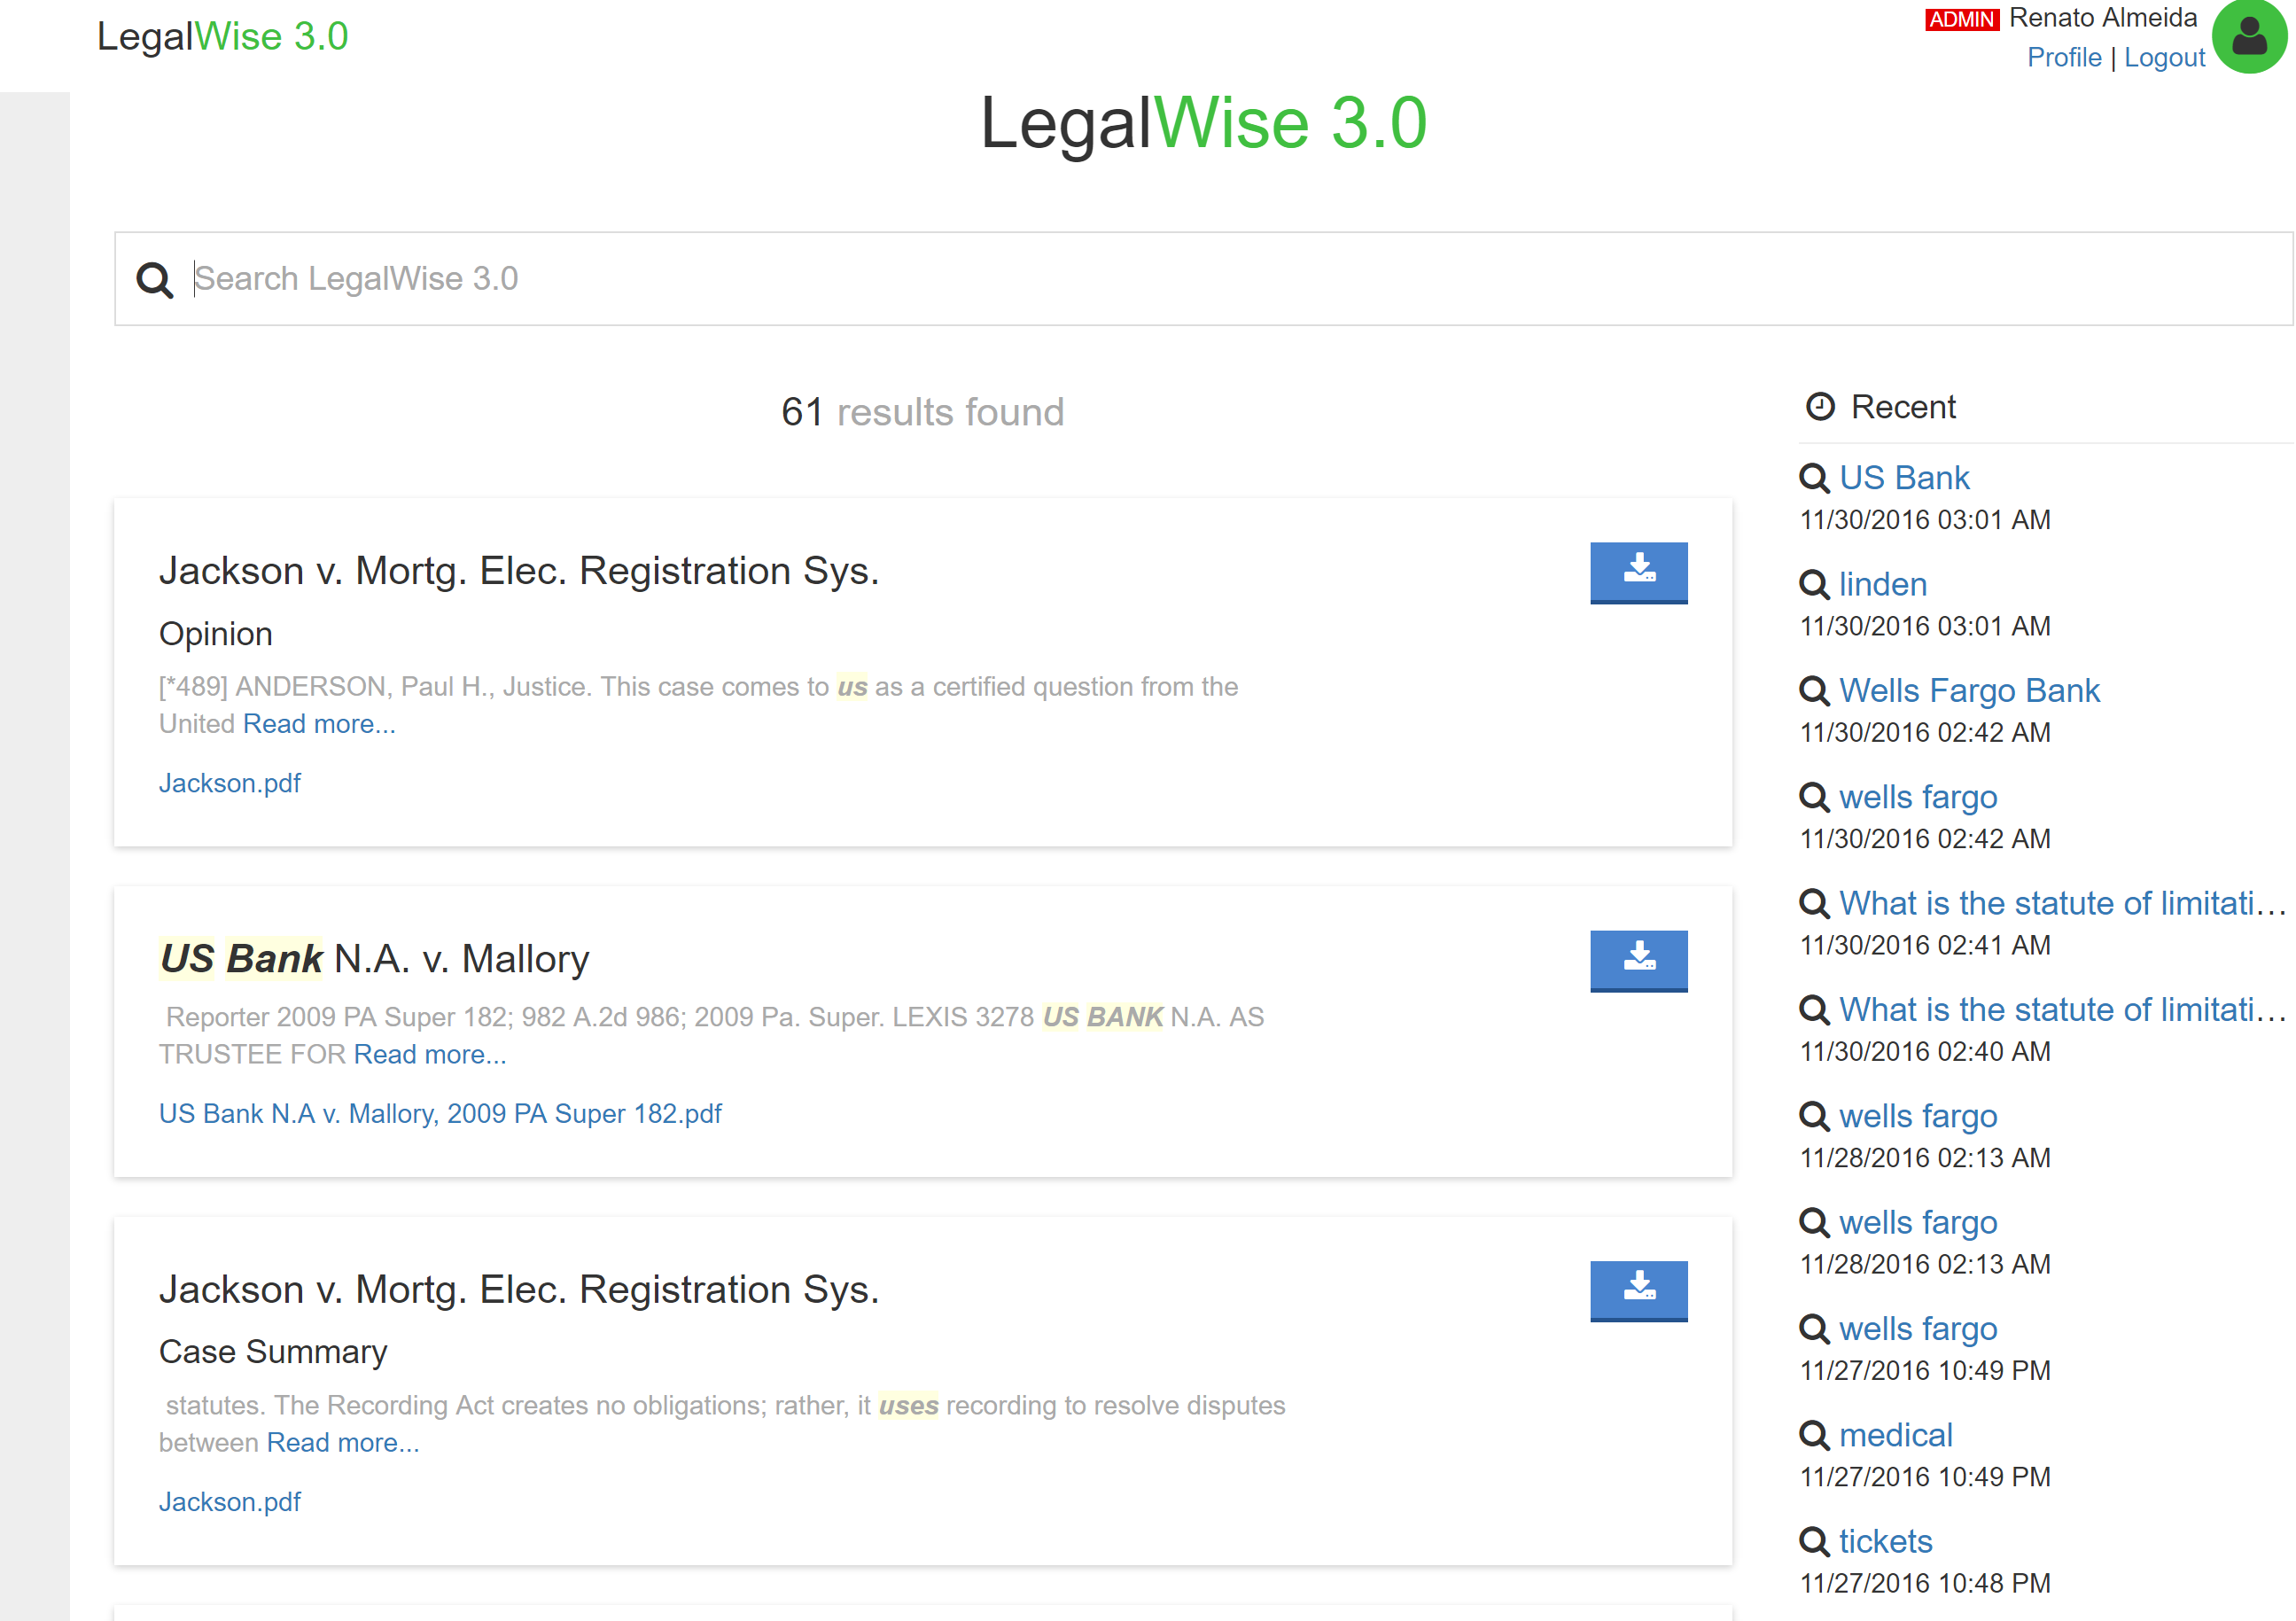 LegalWise 3.0
ADMIN Renato Almeida
Profile | Logout
LegalWise 3.0
Search LegalWise 3.0
61 results found
Jackson v. Mortg. Elec. Registration Sys.
Opinion
[*489] ANDERSON, Paul H., Justice. This case comes to us as a certified question from the
United Read more...
Jackson.pdf
US Bank N.A. v. Mallory
Reporter 2009 PA Super 182; 982 A.2d 986; 2009 Pa. Super. LEXIS 3278 US BANK N.A. AS
TRUSTEE FOR Read more...
US Bank N.A v. Mallory, 2009 PA Super 182.pdf
Jackson v. Mortg. Elec. Registration Sys.
Case Summary
statutes. The Recording Act creates no obligations; rather, it uses recording to resolve disputes
between Read more...
Jackson.pdf
Recent
US Bank
11/30/2016 03:01 AM
linden
11/30/2016 03:01 AM
Wells Fargo Bank
11/30/2016 02:42 AM
wells fargo
11/30/2016 02:42 AM
What is the statute of limitati...
11/30/2016 02:41 AM
What is the statute of limitati...
11/30/2016 02:40 AM
wells fargo
11/28/2016 02:13 AM
wells fargo
11/28/2016 02:13 AM
wells fargo
11/27/2016 10:49 PM
medical
11/27/2016 10:49 PM
tickets
11/27/2016 10:48 PM